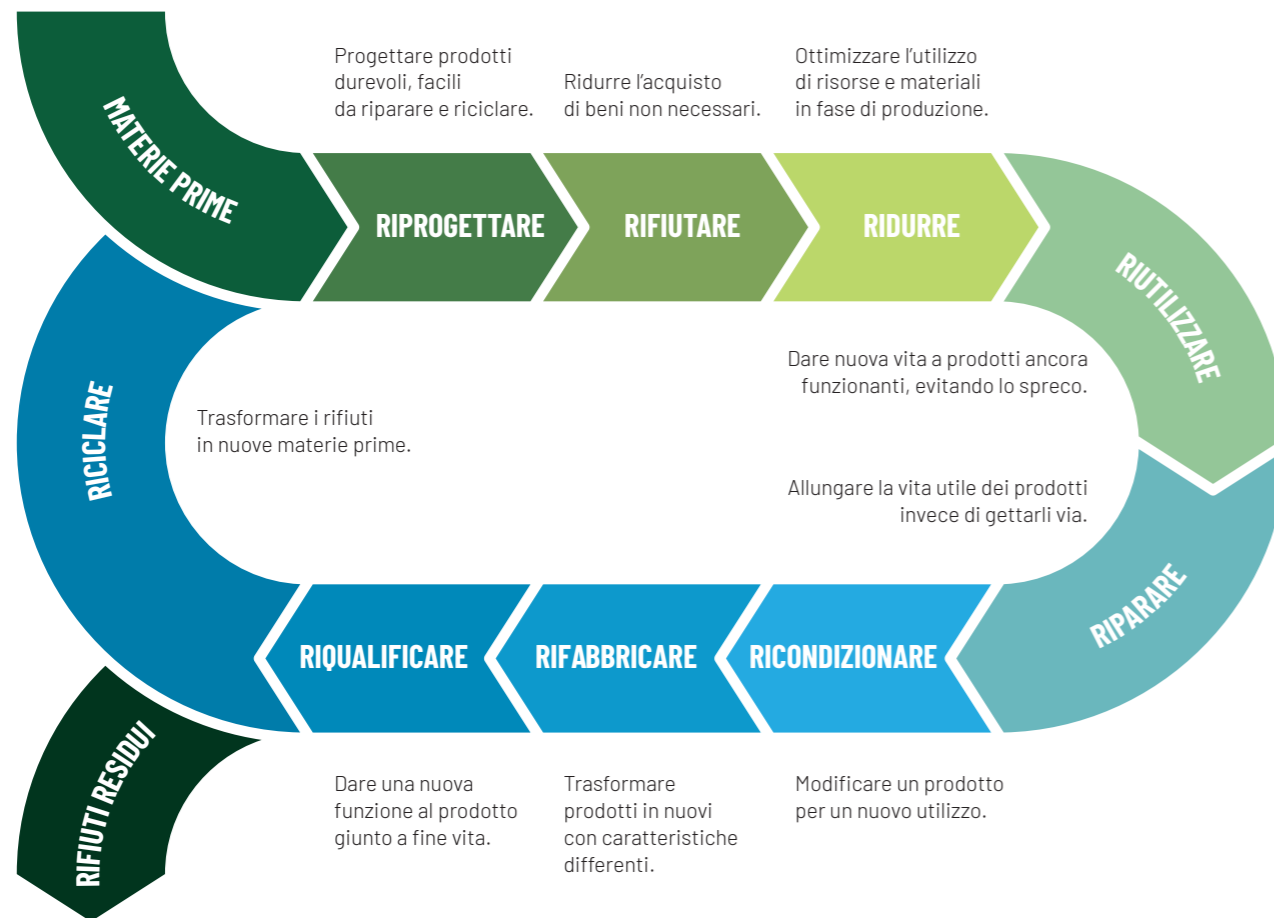 MATERIE PRIME
Progettare prodotti
durevoli, facili
da riparare e riciclare.
RIPROGETTARE
Ridurre l’acquisto
di beni non necessari.
RIFIUTARE
Ottimizzare l’utilizzo
di risorse e materiali
in fase di produzione.
RIDURRE
RIUTILIZZARE
Dare nuova vita a prodotti ancora
funzionanti, evitando lo spreco.
Allungare la vita utile dei prodotti
invece di gettarli via.
RIPARARE
RICONDIZIONARE
Modificare un prodotto
per un nuovo utilizzo.
RIFABBRICARE
Trasformare
prodotti in nuovi
con caratteristiche
differenti.
RIQUALIFICARE
Dare una nuova
funzione al prodotto
giunto a fine vita.
RICICLARE
Trasformare i rifiuti
in nuove materie prime.
RIFIUTI RESIDUI